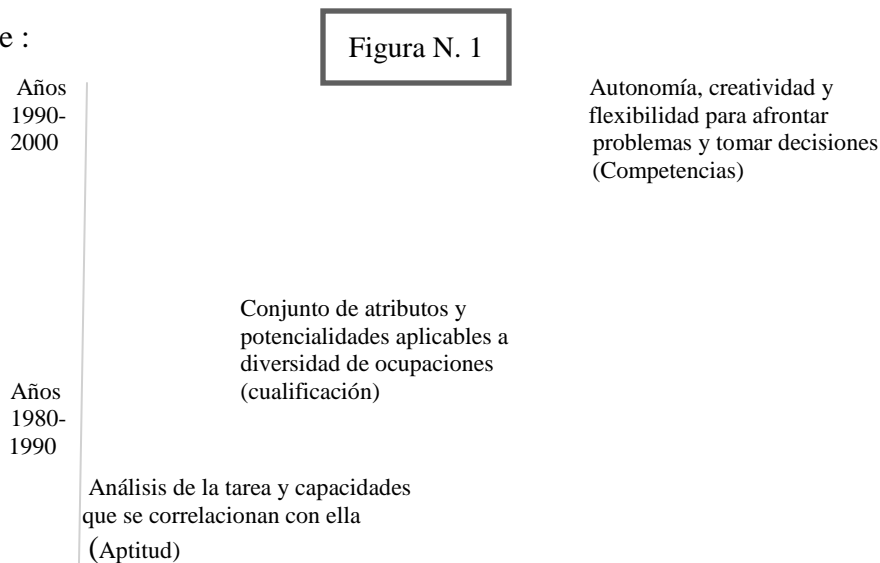 e :
Figura N. 1
Años
1990-
2000
Autonomía, creatividad y
flexibilidad para afrontar
problemas y tomar decisiones
(Competencias)
Conjunto de atributos y
potencialidades aplicables a
diversidad de ocupaciones
(cualificación)
Años
1980-
1990
Análisis de la tarea y capacidades
que se correlacionan con ella
(Aptitud)